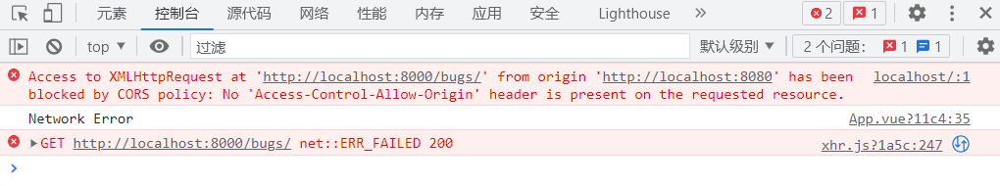 元素 控制台 源代码 网络 性能 内存 应用 安全 Lighthouse » 2 1
top ▼ 过滤 默认级别 ▼ 2 个问题: 1 1
Access to XMLHttpRequest at 'http://localhost:8000/bugs/' from origin 'http://localhost:8080' has been localhost/:1
blocked by CORS policy: No 'Access-Control-Allow-Origin' header is present on the requested resource.
Network Error App.vue?11c4:35
▶GET http://localhost:8000/bugs/ net::ERR_FAILED 200 xhr.js?1a5c:247